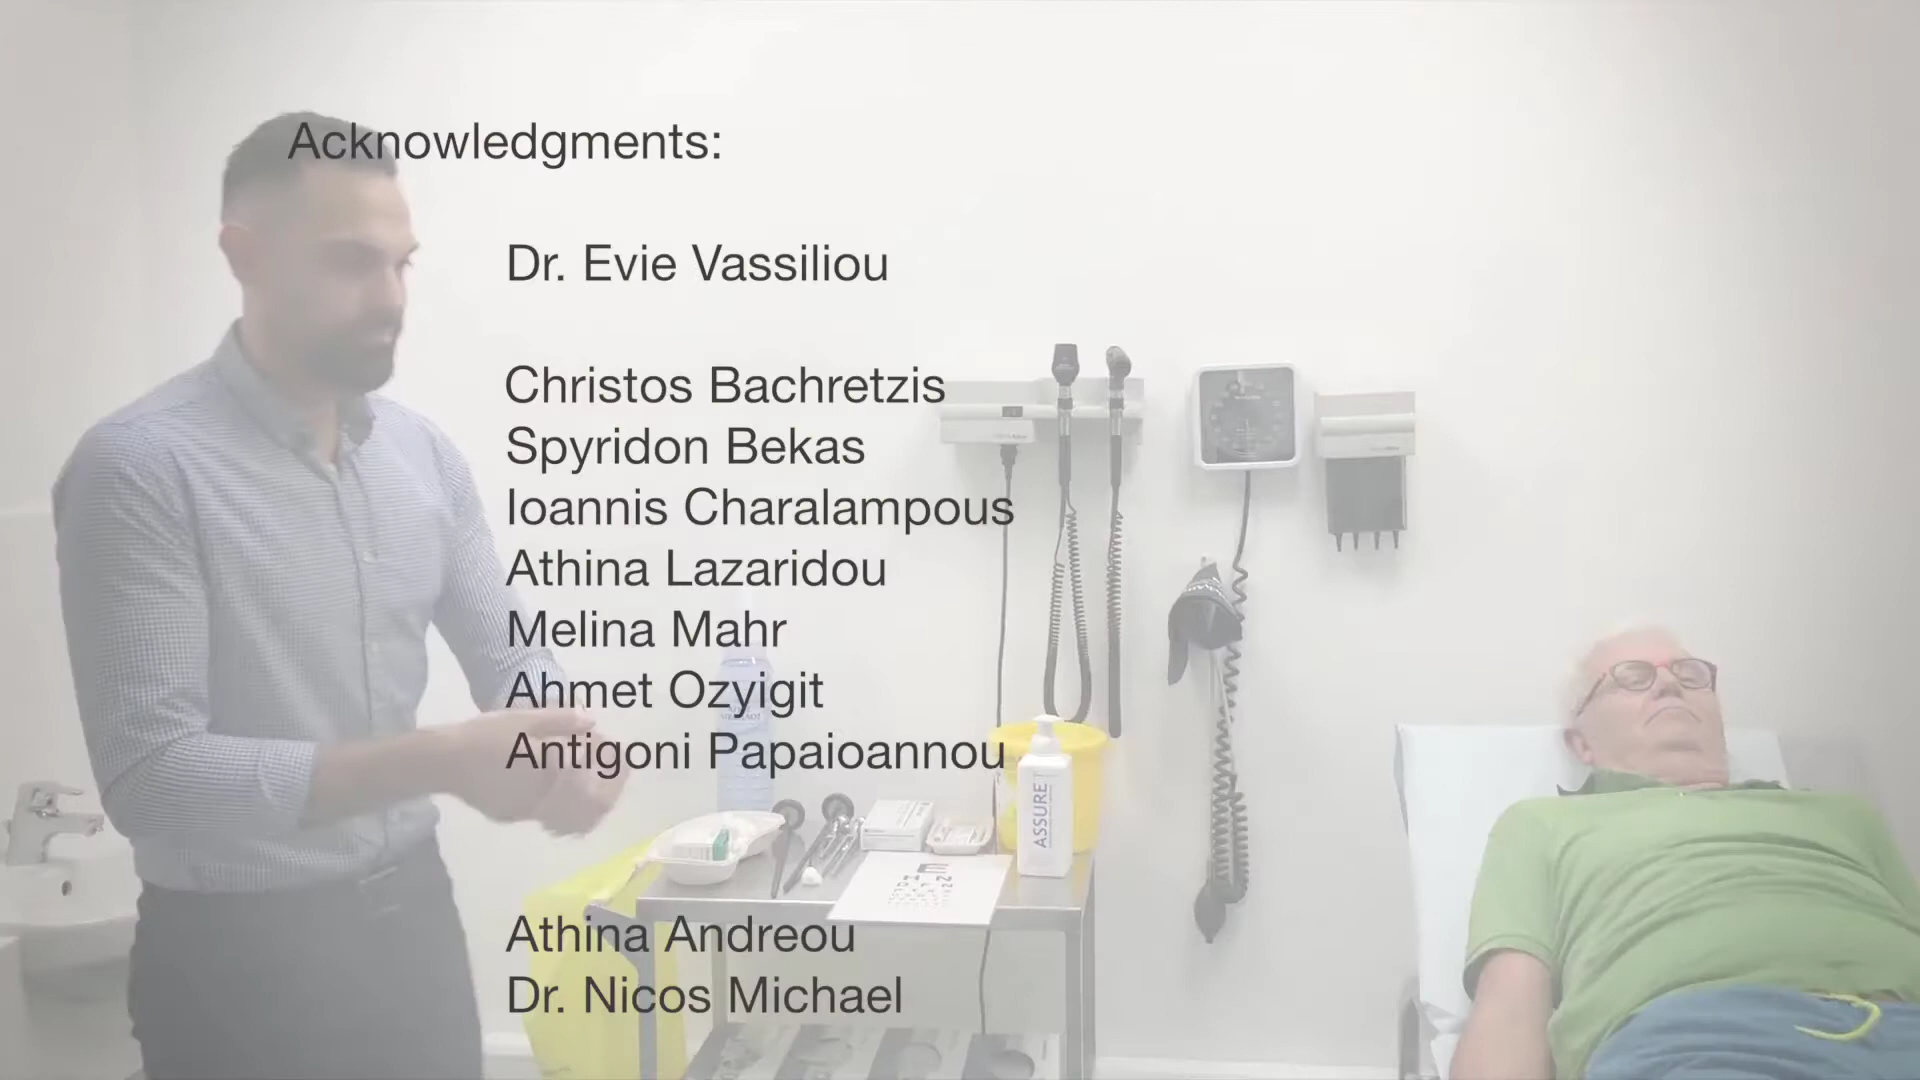 Acknowledgments:
Dr. Evie Vassiliou
Christos Bachretzis
Spyridon Bekas
Ioannis Charalampous
Athina Lazaridou
Melina Mahr
Ahmet Ozyigit
Antigoni Papaioannou
ASSURE
Athina Andreou
Dr. Nicos Michael